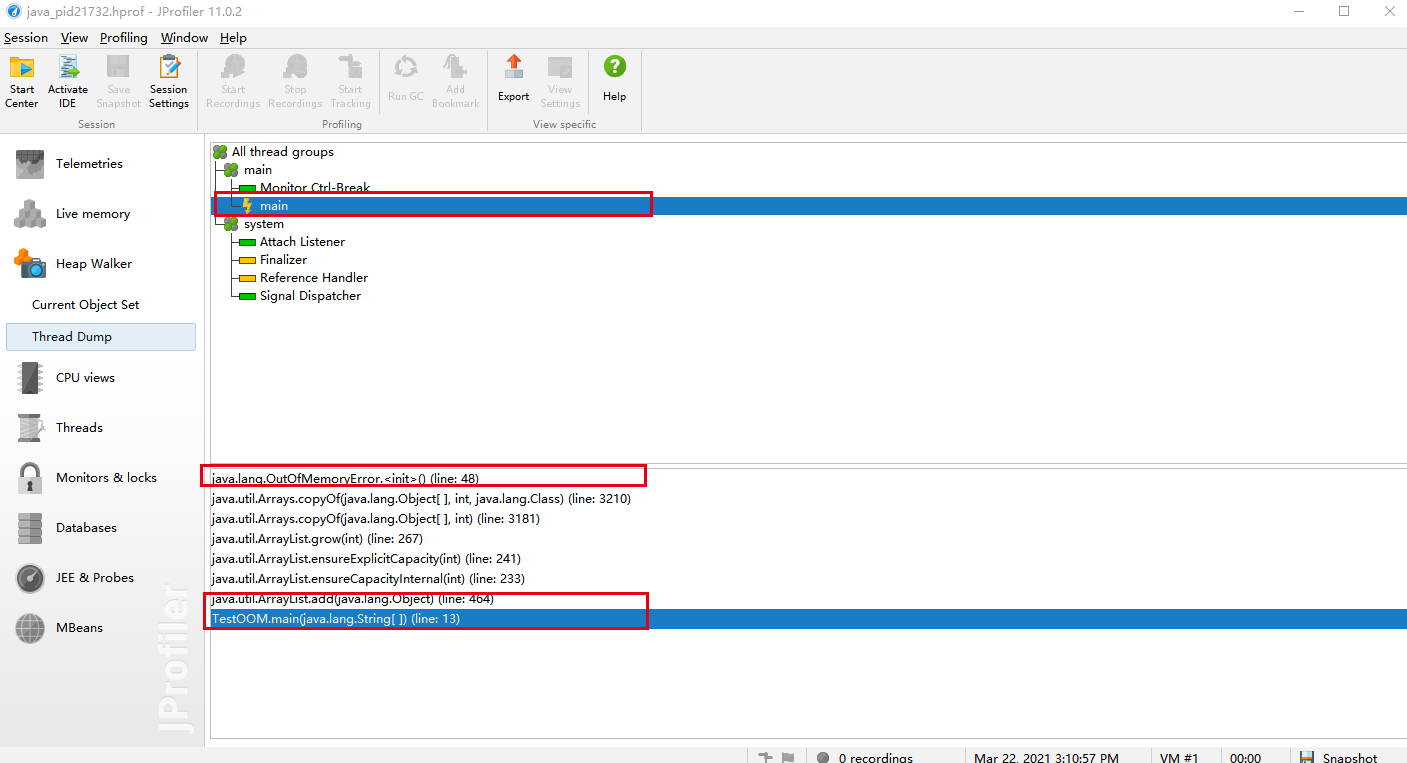 java_pid21732.hprof - JProfiler 11.0.2
Session View Profiling Window Help
Start Center
Activate IDE
Save Snapshot
Session Settings
Start Recordings
Stop Recordings
Start Tracking
Run GC
Add Bookmark
Export
View Settings
Help
Session
Profiling
View specific
Telemetries
Live memory
Heap Walker
Current Object Set
Thread Dump
CPU views
Threads
Monitors & locks
Databases
JEE & Probes
MBeans
JProfiler
All thread groups
main
Monitor Ctrl-Break
main
system
Attach Listener
Finalizer
Reference Handler
Signal Dispatcher
java.lang.OutOfMemoryError.<init>() (line: 48)
java.util.Arrays.copyOf(java.lang.Object[ ], int, java.lang.Class) (line: 3210)
java.util.Arrays.copyOf(java.lang.Object[ ], int) (line: 3181)
java.util.ArrayList.grow(int) (line: 267)
java.util.ArrayList.ensureExplicitCapacity(int) (line: 241)
java.util.ArrayList.ensureCapacityInternal(int) (line: 233)
java.util.ArrayList.add(java.lang.Object) (line: 464)
TestOOM.main(java.lang.String[ ]) (line: 13)
0 recordings
Mar 22, 2021 3:10:57 PM
VM #1
00:00
Snapshot